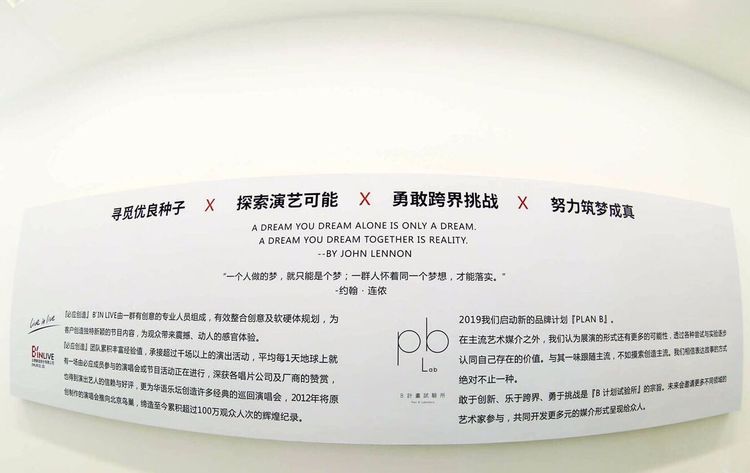 寻觅优良种子 X 探索演艺可能 X 勇敢跨界挑战 X 努力筑梦成真
A DREAM YOU DREAM ALONE IS ONLY A DREAM.
A DREAM YOU DREAM TOGETHER IS REALITY.
--BY JOHN LENNON
“一个人做的梦，就只能是个梦；一群人怀着同一个梦想，才能落实。”
-约翰·连侬
Live in live
B'INLIVE
『必应创造』B'IN LIVE由一群有创意的专业人员组成，有效整合创意及软硬体规划，为
客户创造独特新颖的节目内容，为观众带来震撼、动人的感官体验。
『必应创造』团队累积丰富经验值，承接超过千场以上的演出活动，平均每1天地球上就
有一场由必应成员参与的演唱会或节目活动正在进行，深获各唱片公司及厂商的赞赏，
也得到演出艺人的信赖与好评，更为华语乐坛创造许多经典的巡回演唱会，2012年将原
创制作的演唱会推向北京鸟巢，缔造至今累积超过100万观众人次的辉煌纪录。
pb
Lab
B 計畫試驗所
2019我们启动新的品牌计划『PLAN B』。
在主流艺术媒介之外，我们认为展演的形式还有更多的可能性，透过各种尝试与实验逐步
认同自己存在的价值。与其一味跟随主流，不如摸索创造主流。我们相信表达故事的方式
绝对不止一种。
敢于创新、乐于跨界、勇于挑战是『B 计划试验所』的宗旨。未来会邀演更多不同领域的
艺术家参与，共同开发更多元的媒介形式呈现给众人。